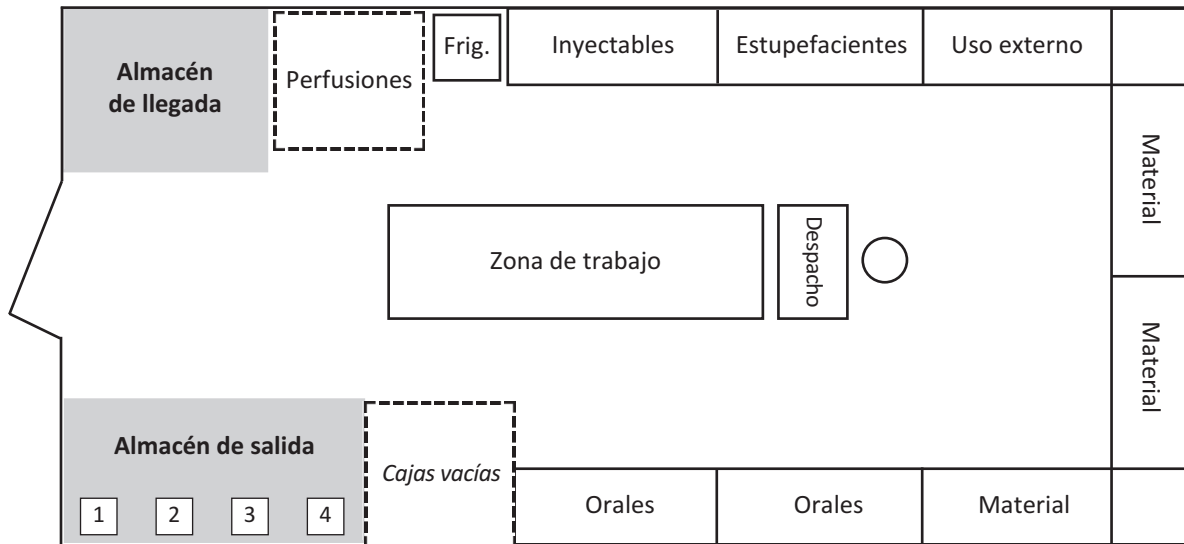 Almacén
de llegada
Perfusiones
Frig.
Inyectables
Estupefacientes
Uso externo
Material
Zona de trabajo
Despacho
Material
Almacén de salida
1
2
3
4
Cajas vacías
Orales
Orales
Material